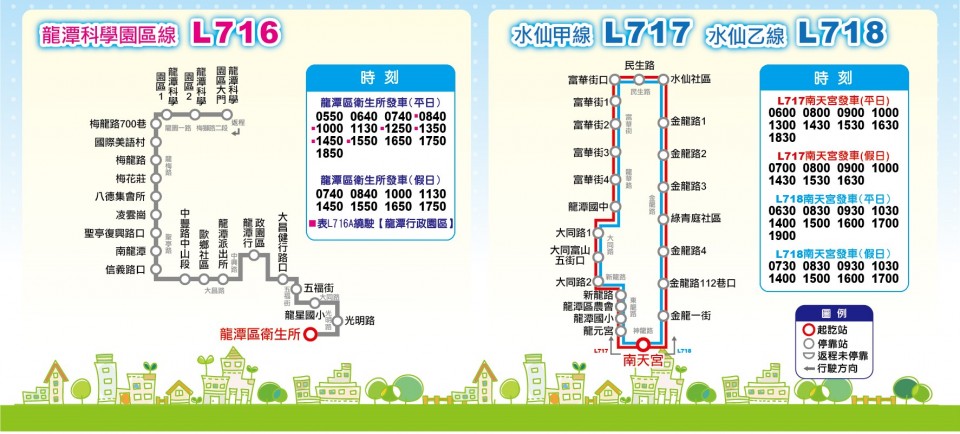 龍潭科學園區線 L716
時刻
龍潭區衛生所發車(平日)
0550 0640 0740 ■0840
■1000 1130 ■1250 ■1350
■1450 ■1550 1650 1750
1850
龍潭區衛生所發車(假日)
0740 0840 1000 1130
1450 1550 1650 1750
■表L716A繞駛【龍潭行政園區】
龍潭科學園區1
龍潭科學園區2
龍潭科學園區大門
返程
龍園一路
梅龍路二段
梅龍路700巷
國際美語村
梅龍路
梅龍路
梅花莊
八德集會所
凌雲崗
聖亭復興路口
聖亭路
南龍潭
信義路口
中豐路中山段
歐鄉社區
龍潭派出所
大昌路
中興路
龍潭行政園區
大昌健行路口
五福街
五福街
大同路
龍星國小
光明路
光明路
龍潭區衛生所
水仙甲線 L717 水仙乙線 L718
民生路
民生路
富華街口
水仙社區
富華街1
富華街2
富華街
富華街3
富華街4
龍華路
龍潭國中
大同路1
大同路
大同富山五街口
大同路2
新龍路
新龍路
龍潭區農會
東龍路
龍潭國小
龍元宮
神龍路
金龍路1
金龍路2
金龍路3
金龍路
綠青庭社區
金龍路4
金龍路112巷口
金龍一街
L717
南天宮
L718
時刻
L717南天宮發車(平日)
0600 0800 0900 1000
1300 1430 1530 1630
1830
L717南天宮發車(假日)
0700 0800 0900 1000
1430 1530 1630
L718南天宮發車(平日)
0630 0830 0930 1030
1400 1500 1600 1700
1900
L718南天宮發車(假日)
0730 0830 0930 1030
1400 1500 1600 1700
圖例
起訖站
停靠站
返程未停靠
行駛方向